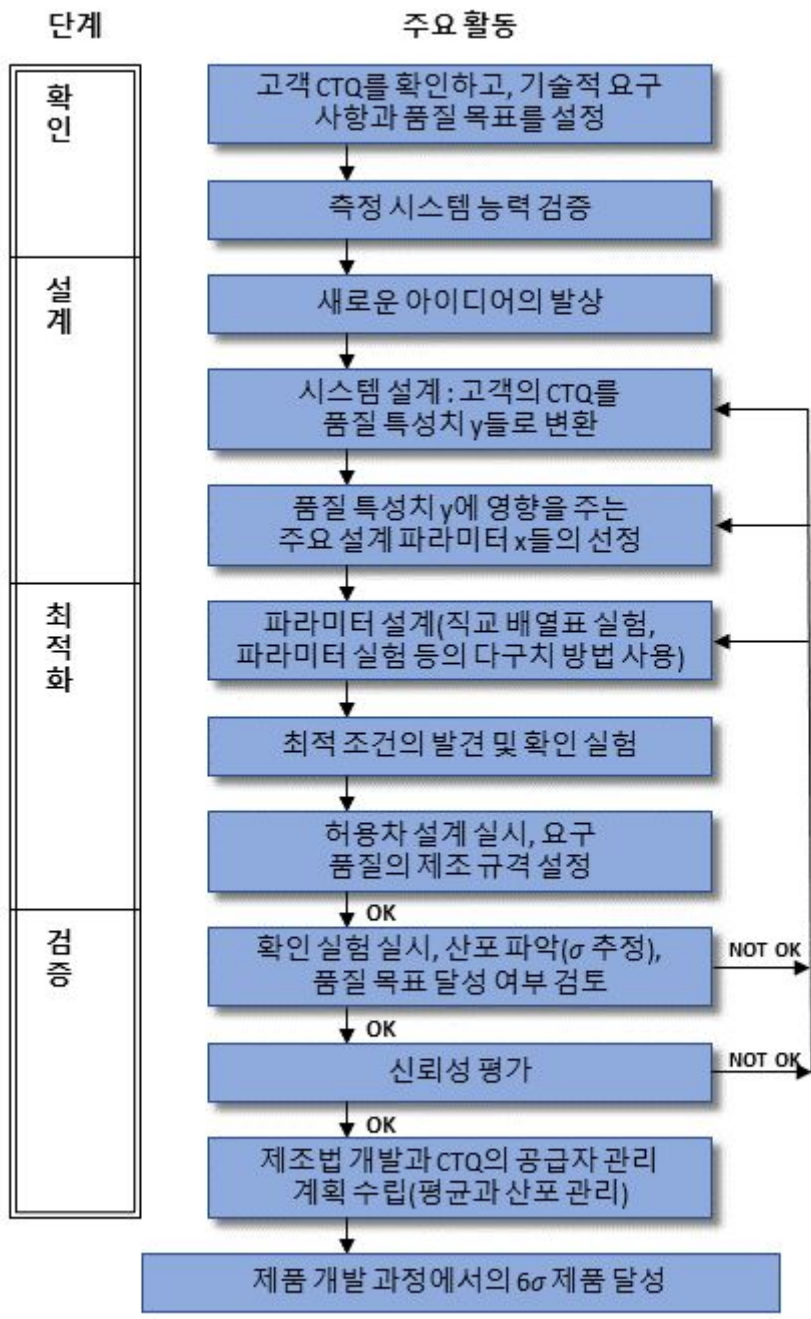 단계
주요 활동
확
인
고객 CTQ를 확인하고, 기술적 요구
사항과 품질 목표를 설정
측정 시스템 능력 검증
설
계
새로운 아이디어의 발상
시스템 설계 : 고객의 CTQ를
품질 특성치 y들로 변환
품질 특성치 y에 영향을 주는
주요 설계 파라미터 x들의 선정
최
적
화
파라미터 설계(직교 배열표 실험,
파라미터 실험 등의 다구치 방법 사용)
최적 조건의 발견 및 확인 실험
허용차 설계 실시, 요구
품질의 제조 규격 설정
OK
검
증
확인 실험 실시, 산포 파악(σ 추정),
품질 목표 달성 여부 검토
NOT OK
OK
신뢰성 평가
NOT OK
OK
제조법 개발과 CTQ의 공급자 관리
계획 수립(평균과 산포 관리)
제품 개발 과정에서의 6σ 제품 달성